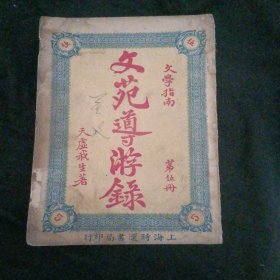 文學指南
第伍冊
文苑導游錄
天虛我生著
上海時還書局印行